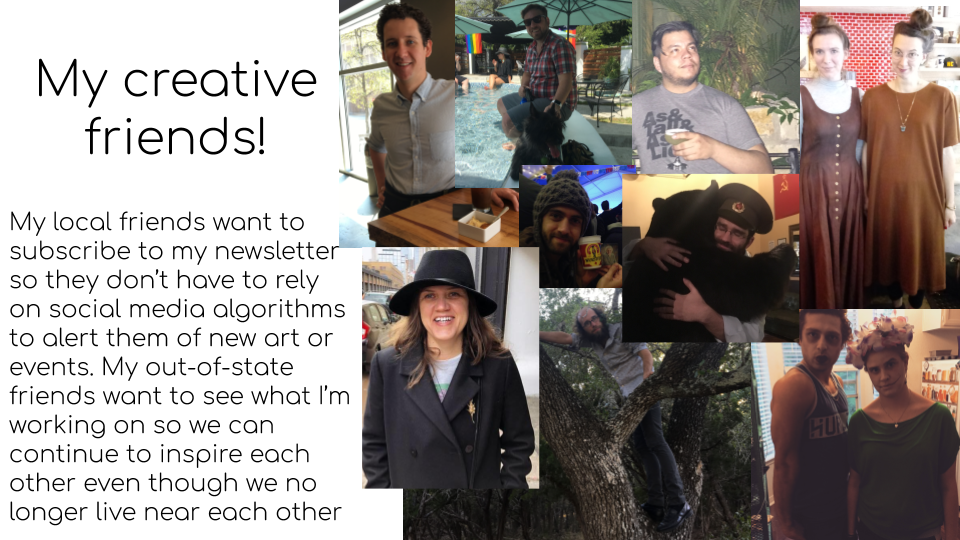 My creative
friends!
My local friends want to
subscribe to my newsletter
so they don't have to rely
on social media algorithms
to alert them of new art or
events. My out-of-state
friends want to see what I'm
working on so we can
continue to inspire each
other even though we no
longer live near each other